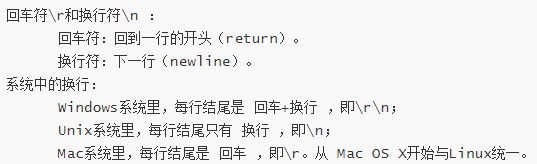 回车符\r和换行符\n ：
回车符：回到一行的开头（return）。
换行符：下一行（newline）。
系统中的换行：
Windows系统里，每行结尾是 回车+换行 ，即\r\n；
Unix系统里，每行结尾只有 换行 ，即\n；
Mac系统里，每行结尾是 回车 ，即\r。从 Mac OS X开始与Linux统一。